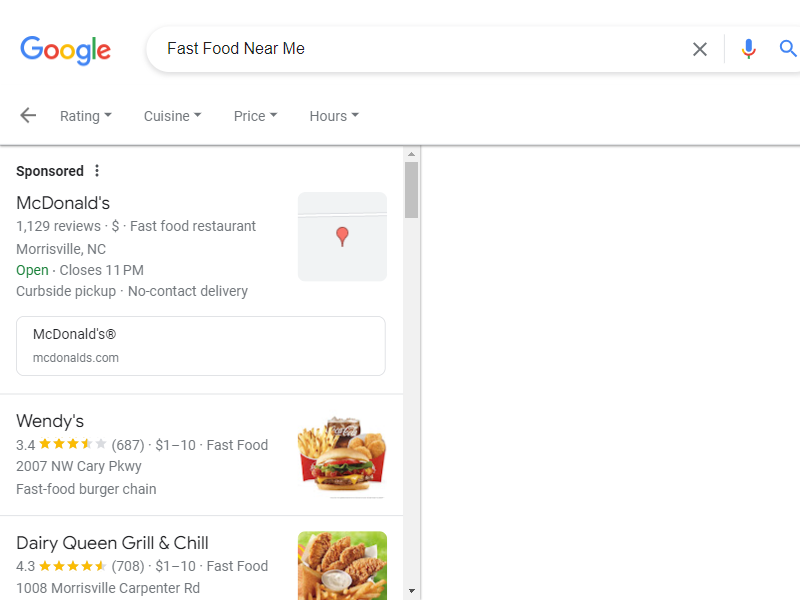 Google
Fast Food Near Me
Rating
Cuisine
Price
Hours
Sponsored
McDonald's
1,129 reviews · $ · Fast food restaurant
Morrisville, NC
Open · Closes 11 PM
Curbside pickup · No-contact delivery
McDonald's®
mcdonalds.com
Wendy's
3.4 (687) · $1–10 · Fast Food
2007 NW Cary Pkwy
Fast-food burger chain
Dairy Queen Grill & Chill
4.3 (708) · $1–10 · Fast Food
1008 Morrisville Carpenter Rd